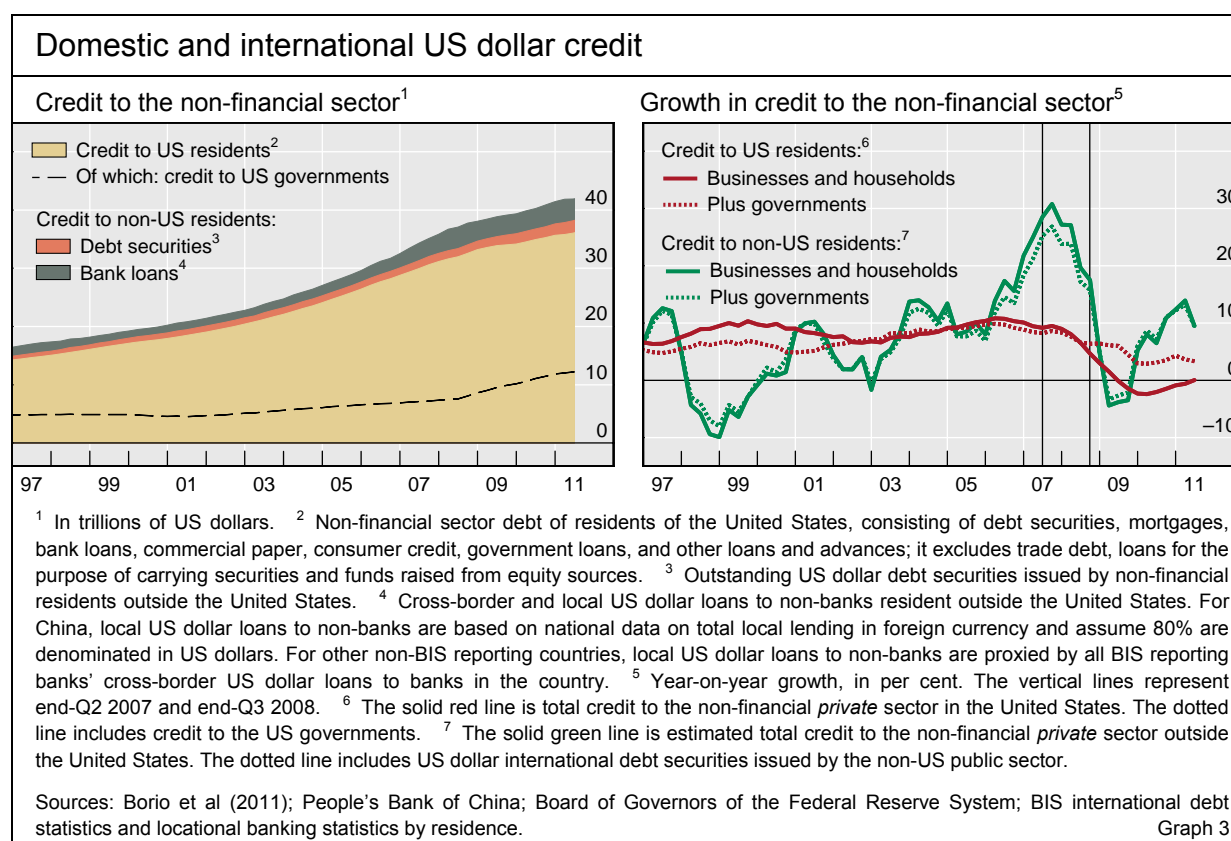 Domestic and international US dollar credit
Credit to the non-financial sector1
Credit to US residents2
Of which: credit to US governments
Credit to non-US residents:
Debt securities3
Bank loans4
40
30
20
10
0
97 99 01 03 05 07 09 11
Growth in credit to the non-financial sector5
Credit to US residents:6
Businesses and households
Plus governments
Credit to non-US residents:7
Businesses and households
Plus governments
30
20
10
0
–10
97 99 01 03 05 07 09 11
1 In trillions of US dollars. 2 Non-financial sector debt of residents of the United States, consisting of debt securities, mortgages,
bank loans, commercial paper, consumer credit, government loans, and other loans and advances; it excludes trade debt, loans for the
purpose of carrying securities and funds raised from equity sources. 3 Outstanding US dollar debt securities issued by non-financial
residents outside the United States. 4 Cross-border and local US dollar loans to non-banks resident outside the United States. For
China, local US dollar loans to non-banks are based on national data on total local lending in foreign currency and assume 80% are
denominated in US dollars. For other non-BIS reporting countries, local US dollar loans to non-banks are proxied by all BIS reporting
banks' cross-border US dollar loans to banks in the country. 5 Year-on-year growth, in per cent. The vertical lines represent
end-Q2 2007 and end-Q3 2008. 6 The solid red line is total credit to the non-financial private sector in the United States. The dotted
line includes credit to the US governments. 7 The solid green line is estimated total credit to the non-financial private sector outside
the United States. The dotted line includes US dollar international debt securities issued by the non-US public sector.
Sources: Borio et al (2011); People's Bank of China; Board of Governors of the Federal Reserve System; BIS international debt
statistics and locational banking statistics by residence. Graph 3